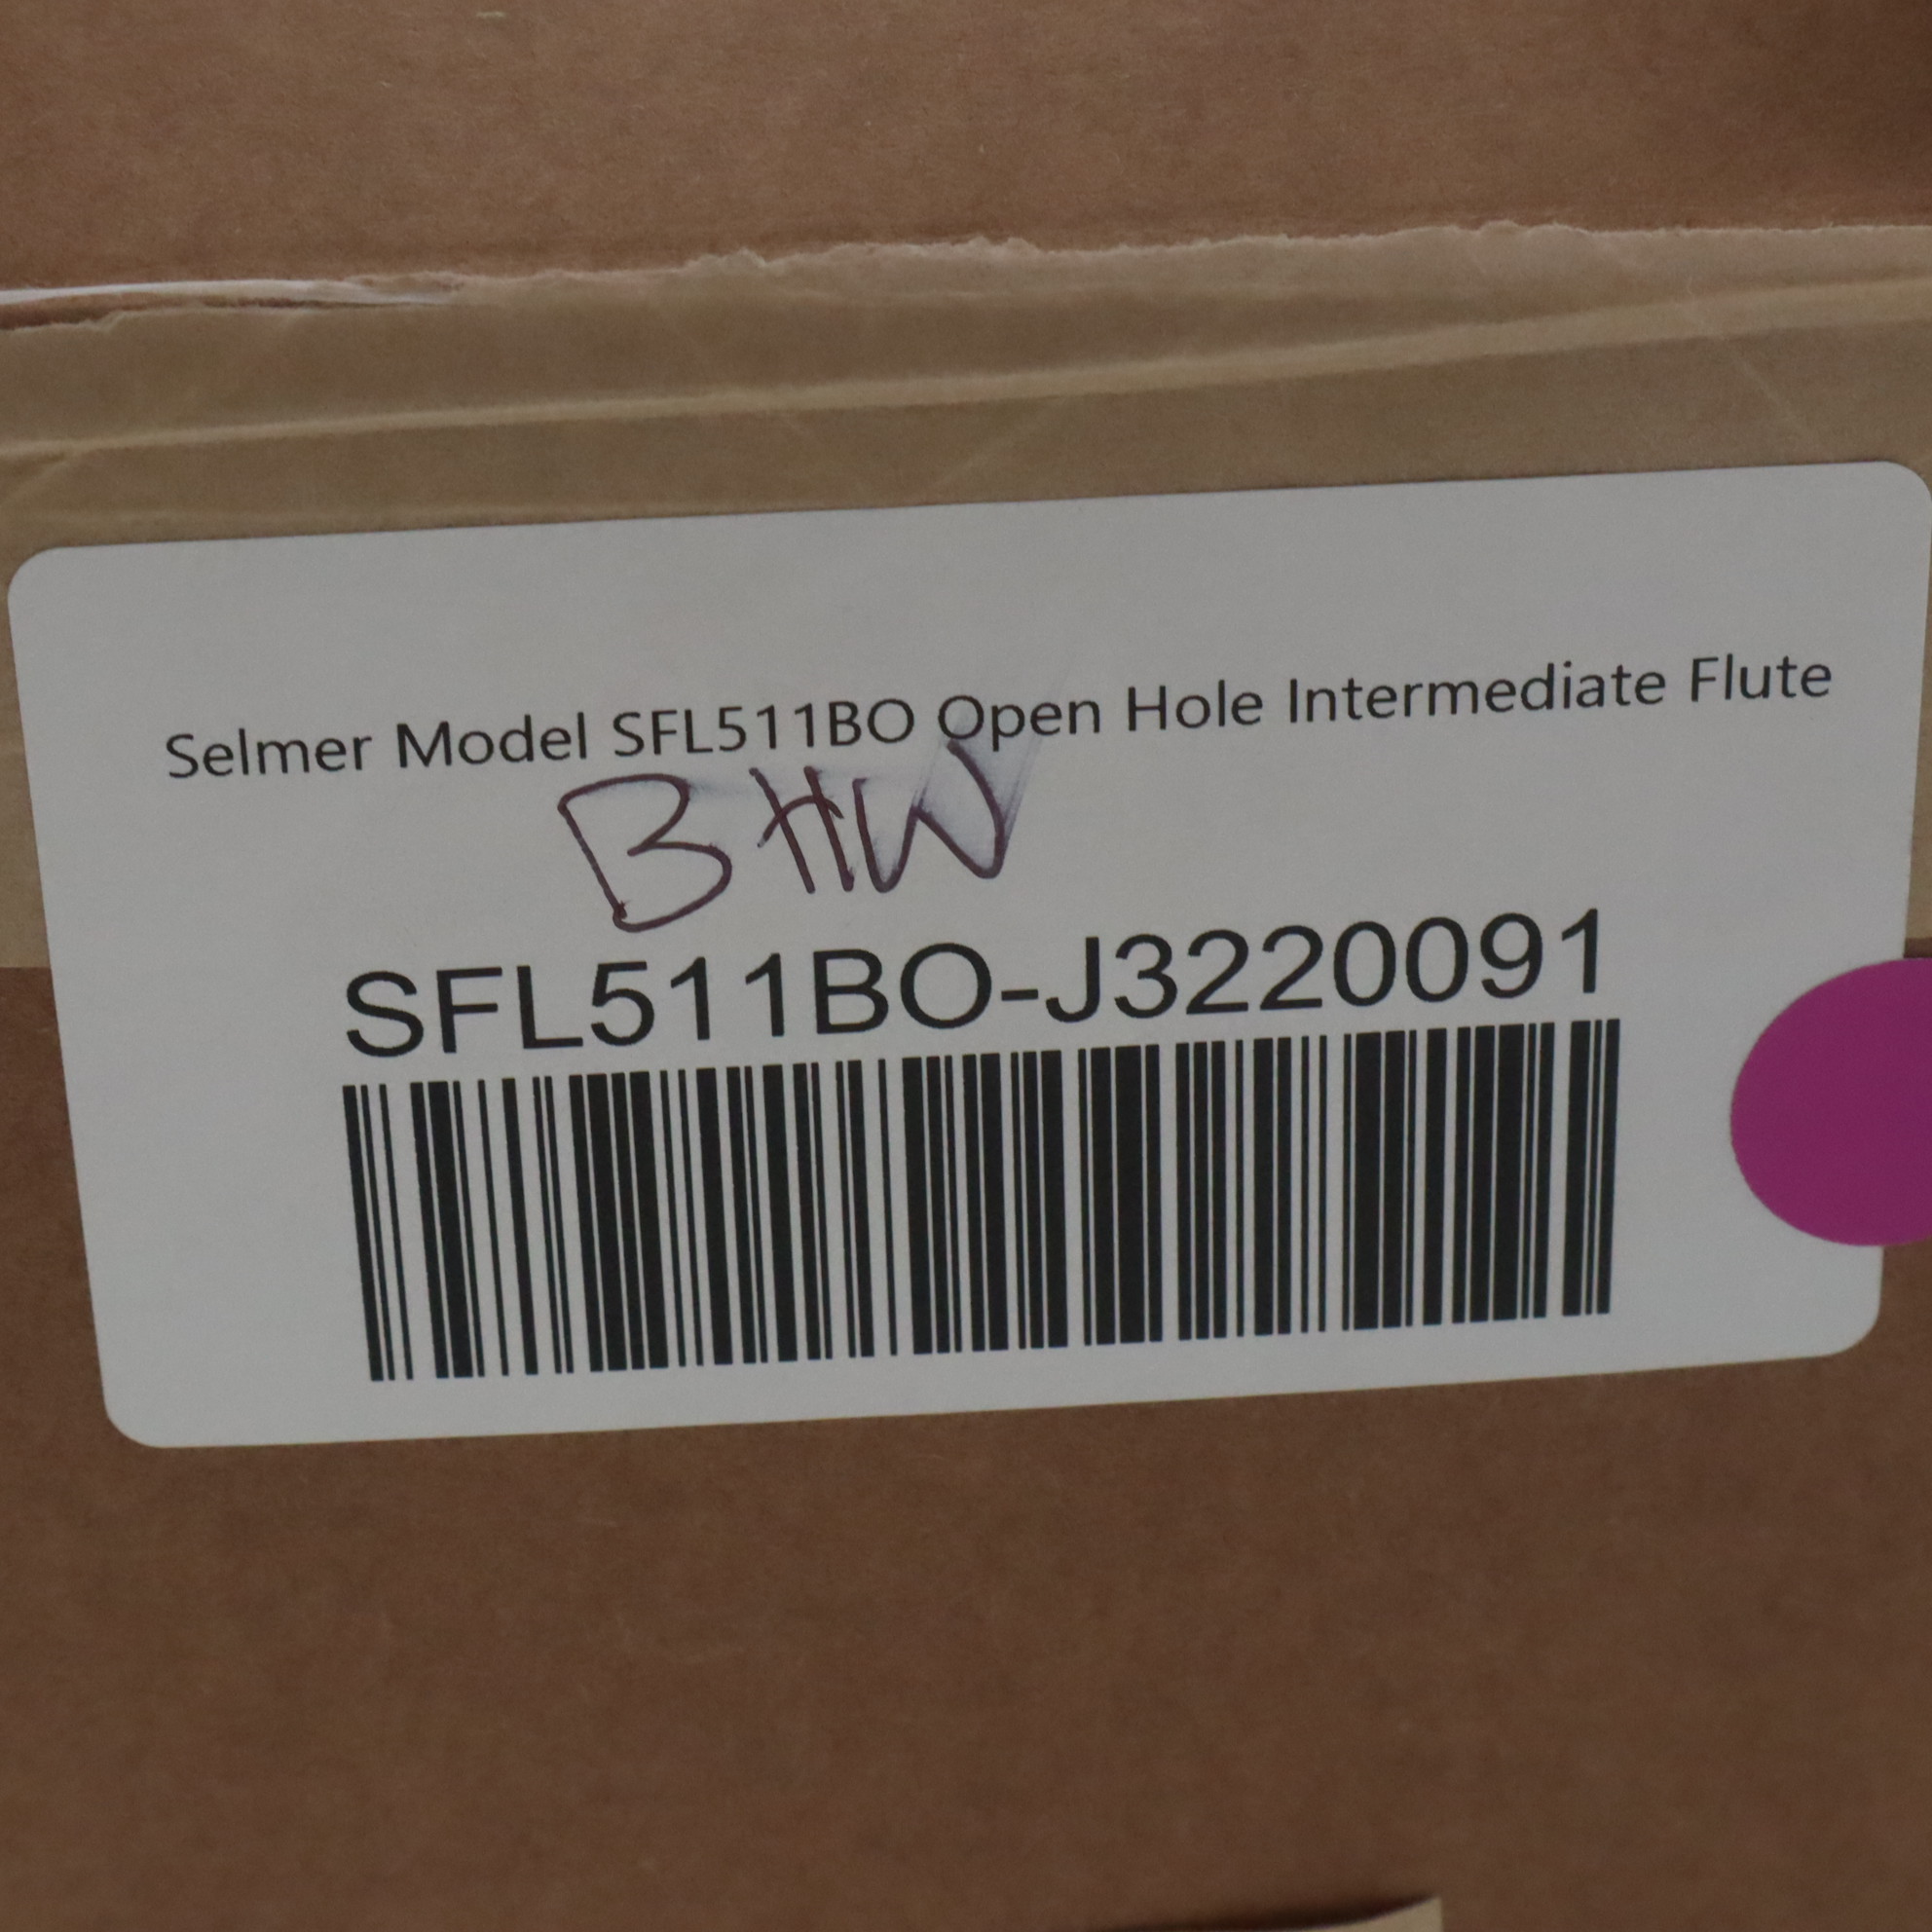 Selmer Model SFL511BO Open Hole Intermediate Flute
BHW
SFL511BO-J3220091